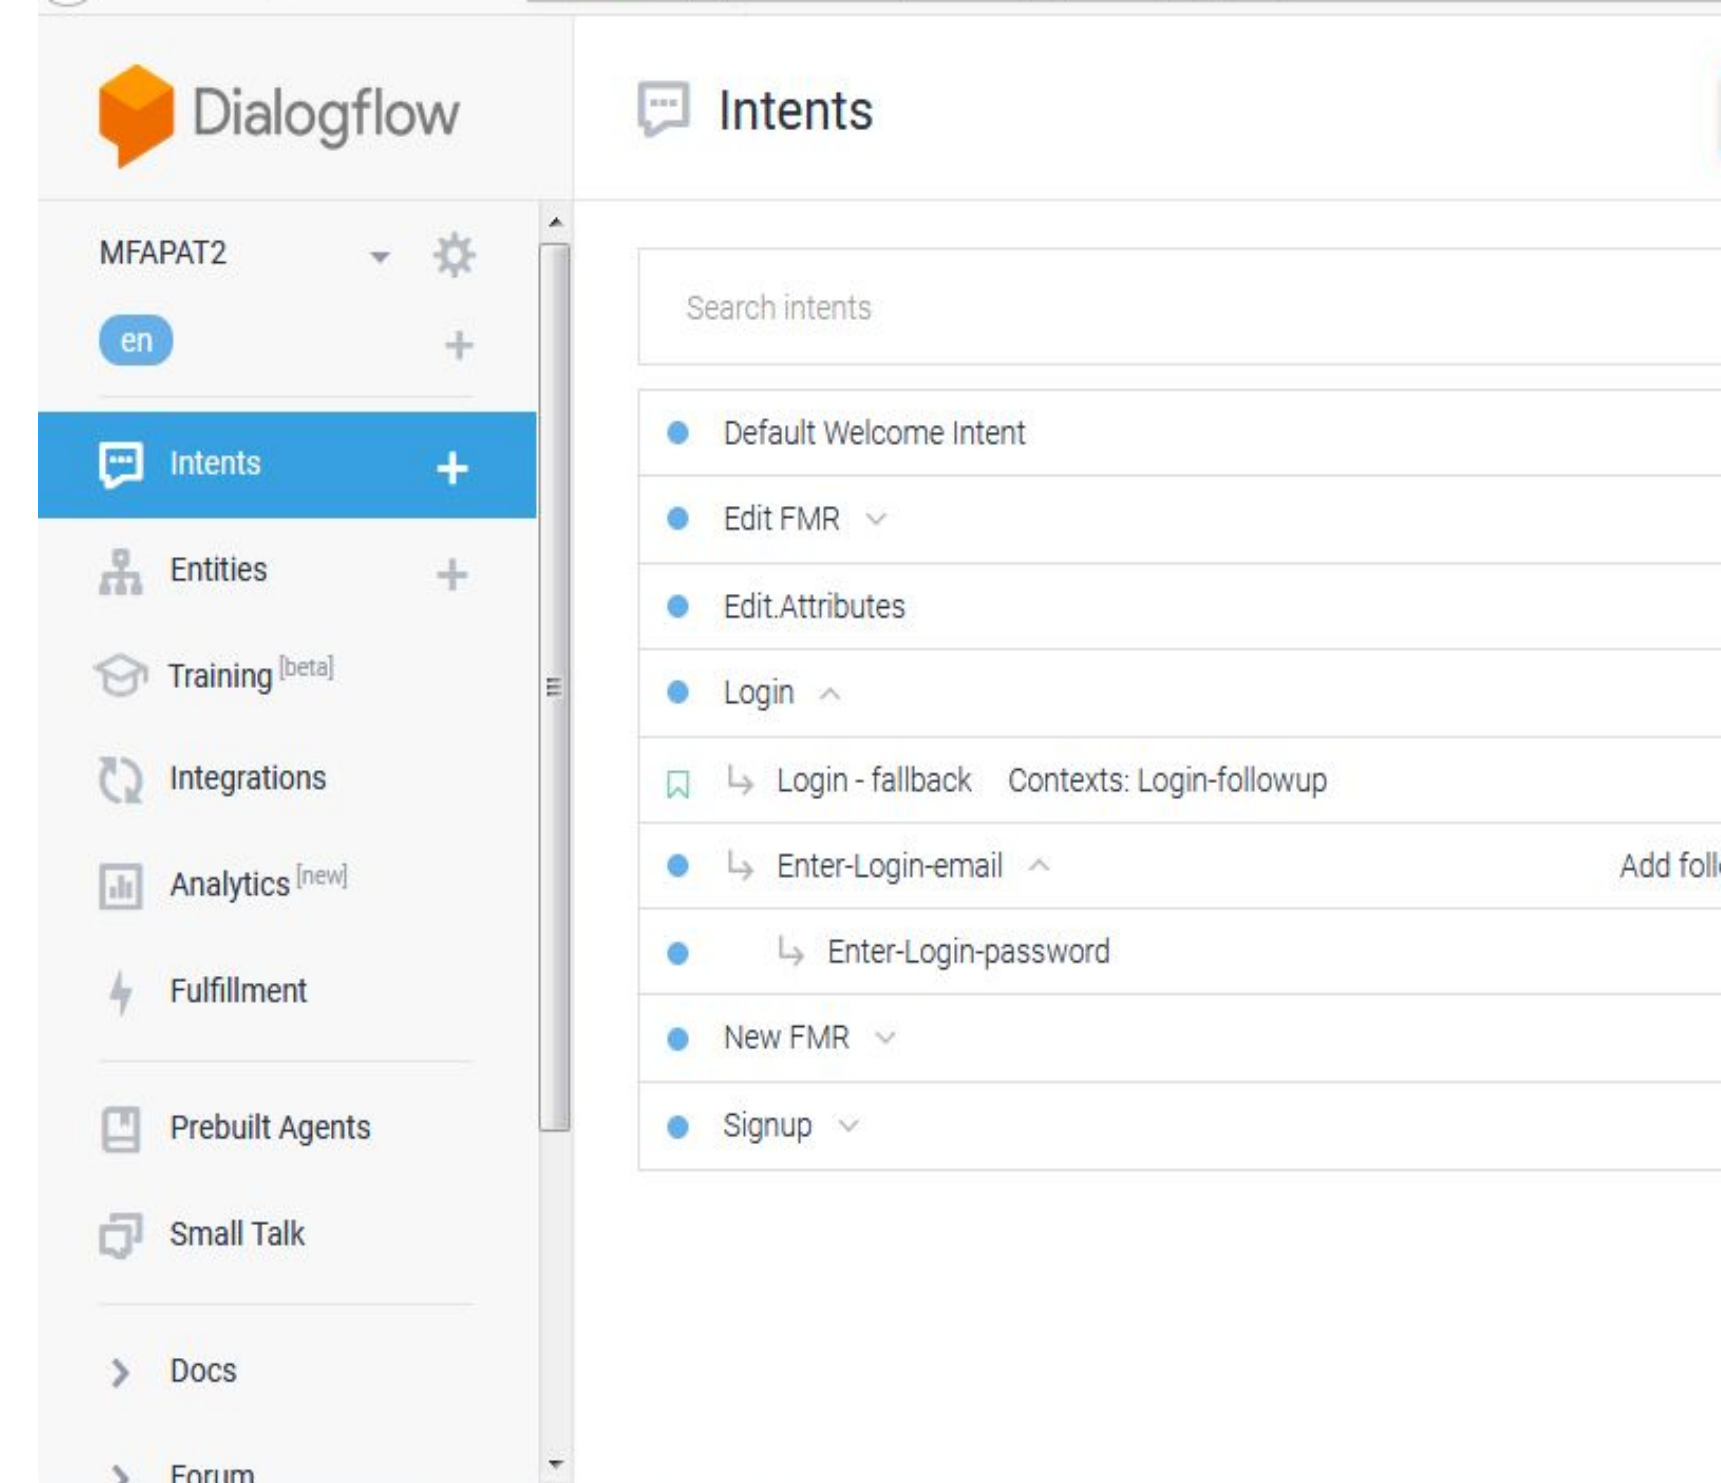 Dialogflow
Intents
MFAPAT2
en
Search intents
Default Welcome Intent
Intents
Edit FMR
Entities
Edit.Attributes
Training [beta]
Login
Integrations
Login - fallback Contexts: Login-followup
Analytics [new]
Enter-Login-email Add foll
Enter-Login-password
Fulfillment
New FMR
Prebuilt Agents
Signup
Small Talk
Docs
Forum